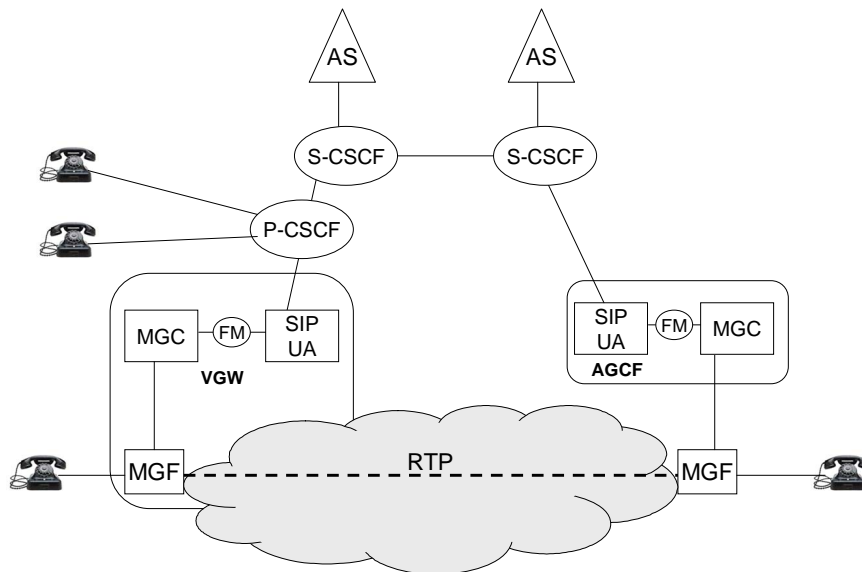 AS
AS
S-CSCF
S-CSCF
P-CSCF
MGC
FM
SIP
UA
VGW
SIP
UA
FM
MGC
AGCF
MGF
RTP
MGF